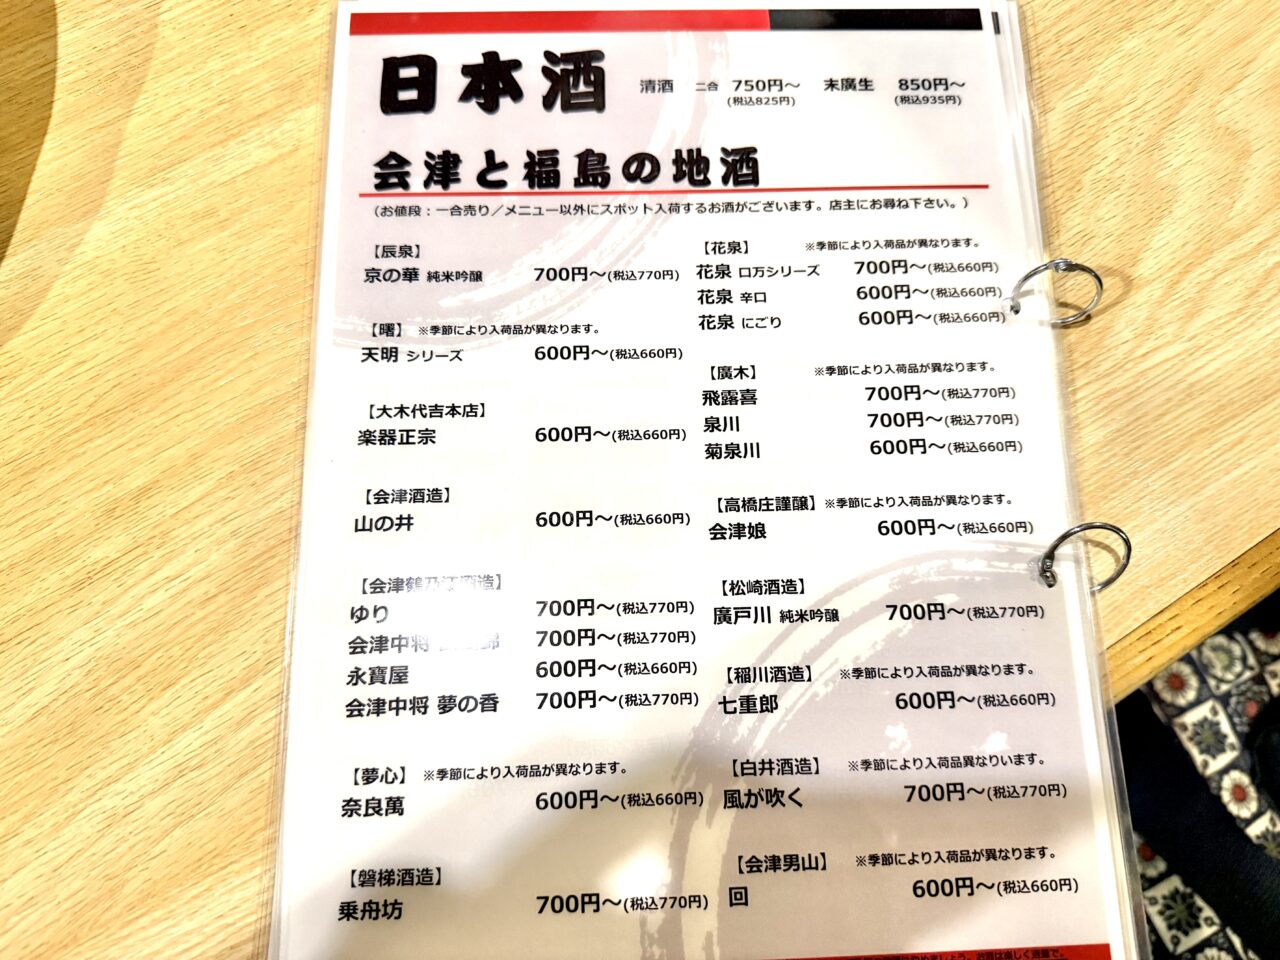 日本酒 清酒 二合 750円～ 末廣生 850円～
(税込825円) (税込935円)
会津と福島の地酒
（お値段：一合売り／メニュー以外にスポット入荷するお酒がございます。店主にお尋ね下さい。）
【辰泉】
京の華 純米吟醸 700円～(税込770円)
【曙】 ※季節により入荷品が異なります。
天明 シリーズ 600円～(税込660円)
【大木代吉本店】
楽器正宗 600円～(税込660円)
【会津酒造】
山の井 600円～(税込660円)
【会津鶴乃江酒造】
ゆり 700円～(税込770円)
会津中将 700円～(税込770円)
永寶屋 600円～(税込660円)
会津中将 夢の香 700円～(税込770円)
【夢心】 ※季節により入荷品が異なります。
奈良萬 600円～(税込660円)
【磐梯酒造】
乗舟坊 700円～(税込770円)
【花泉】 ※季節により入荷品が異なります。
花泉 ロ万シリーズ 700円～(税込660円)
花泉 辛口 600円～(税込660円)
花泉 にごり 600円～(税込660円)
【廣木】 ※季節により入荷品が異なります。
飛露喜 700円～(税込770円)
泉川 700円～(税込770円)
菊泉川 600円～(税込660円)
【高橋庄謹醸】 ※季節により入荷品が異なります。
会津娘 600円～(税込660円)
【松崎酒造】
廣戸川 純米吟醸 700円～(税込770円)
【稲川酒造】 ※季節により入荷品が異なります。
七重郎 600円～(税込660円)
【白井酒造】 ※季節により入荷品異なりいます。
風が吹く 700円～(税込770円)
【会津男山】 ※季節により入荷品が異なります。
回 600円～(税込660円)